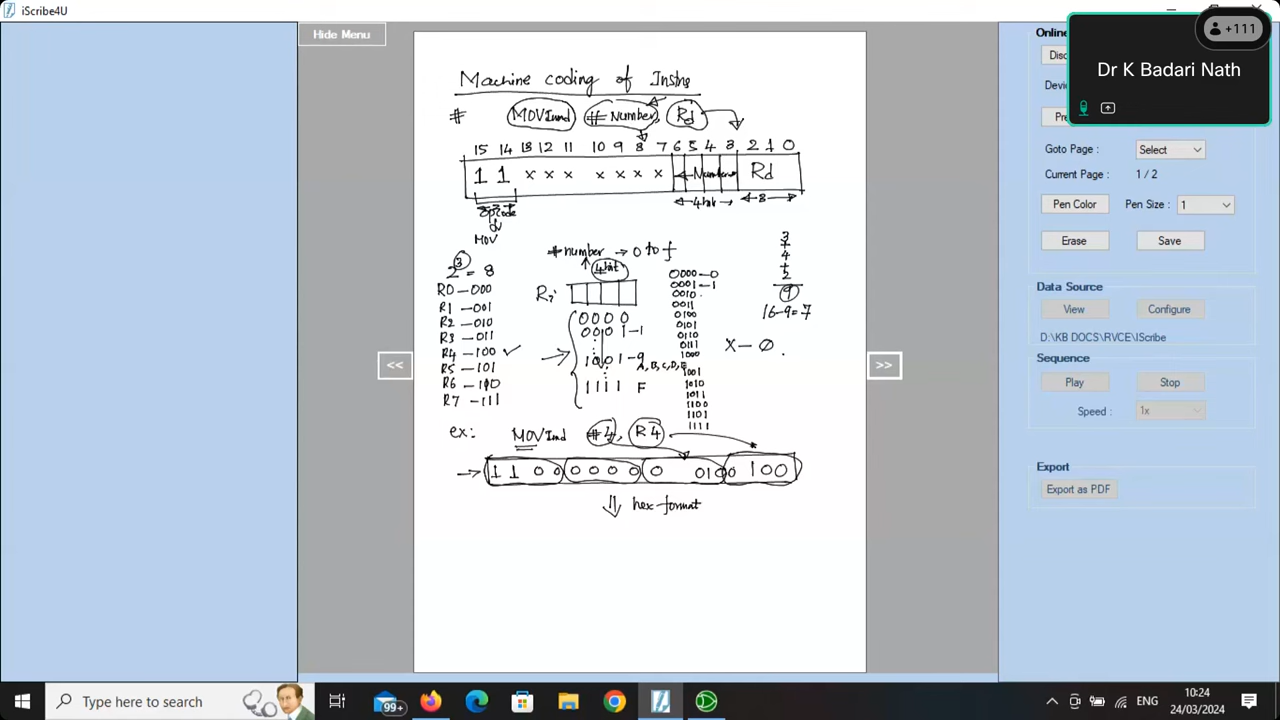 iScribe4U
Hide Menu
+111
Dr K Badari Nath
Machine coding of Instns
# MOVImd #Number, Rd
15 14 13 12 11 10 9 8 7 6 5 4 3 2 1 0
1 1 x x x x x x x Number Rd
opcode 4bit 3
MOV
#number → 0 to f
4bit
2³ = 8
R0 - 000
R1 - 001
R2 - 010
R3 - 011
R4 - 100 ✓
R5 - 101
R6 - 110
R7 - 111
0000
0001 - 1
1001 - 9
A, B, C, D, E
1111 F
0000 - 0
0001 - 1
0010
0011
0100
0101
0110
0111
1000
1001
1010
1011
1100
1101
1111
3
+
4
+
2
9
16-9=7
X - Ø
ex: MOVImd #4, R4
→ 1 1 0 0 0 0 0 0 0 0 1 0 0 1 0 0
hex-format
Online
Goto Page : Select
Current Page : 1 / 2
Pen Color Pen Size : 1
Erase Save
Data Source
View Configure
D:\KB DOCS\RVCE\IScribe
Sequence
Play Stop
Speed : 1x
Export
Export as PDF
<< >>
Type here to search
99+
ENG
10:24
24/03/2024